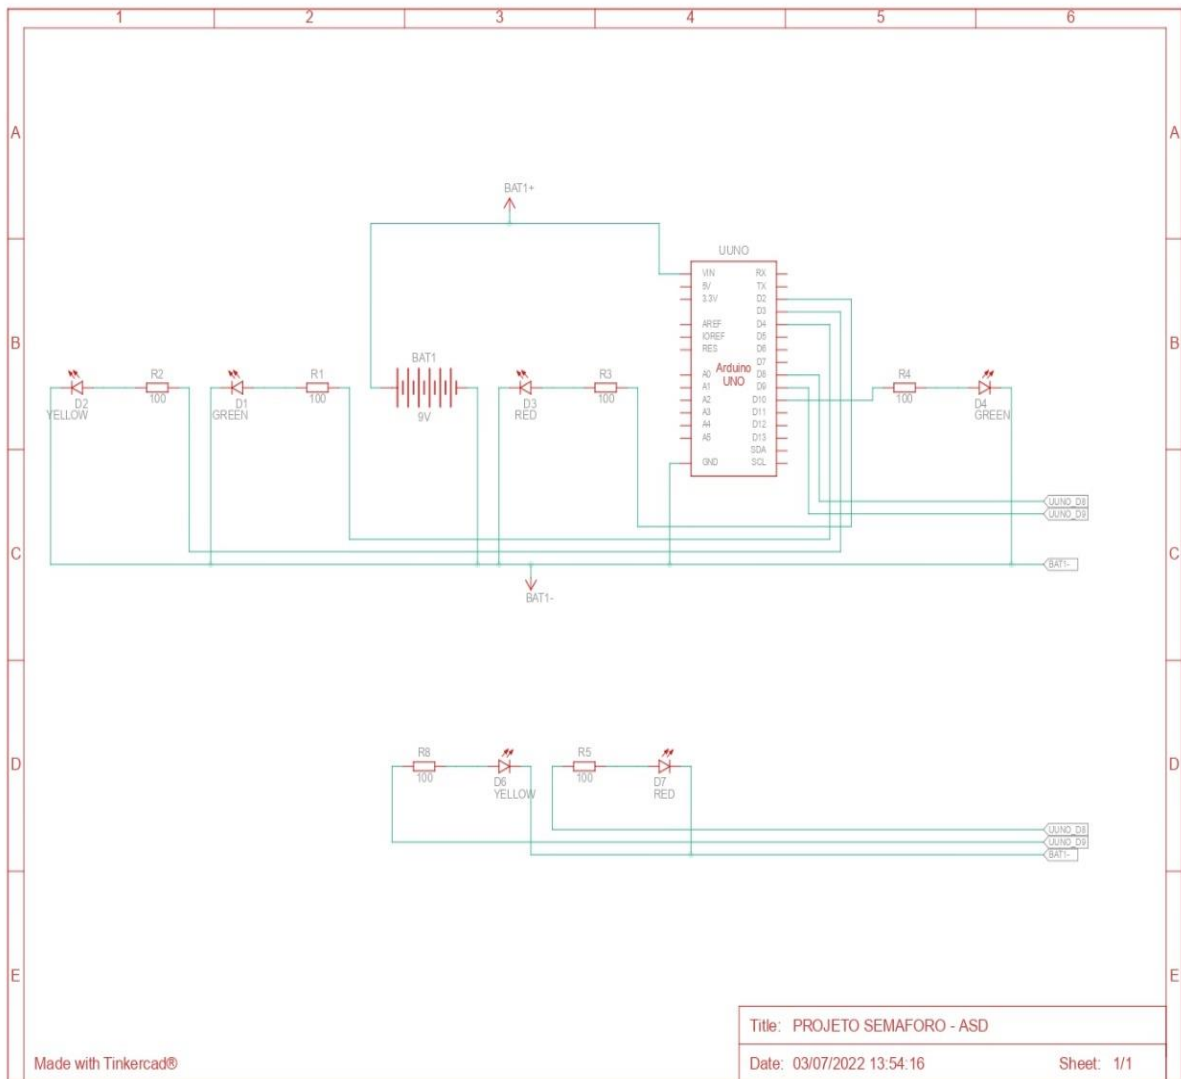 1 2 3 4 5 6
A A
BAT1+
B B
UUNO
VIN RX
5V TX
3.3V D2
D3
AREF D4
IOREF D5
RES D6
D7
A0 D8
A1 D9
A2 D10
A3 D11
A4 D12
A5 D13
SDA
GND SCL
Arduino
UNO
R2
100
D2
YELLOW
R1
100
D1
GREEN
BAT1
9V
R3
100
D3
RED
R4
100
D4
GREEN
UUNO_D8
UUNO_D9
C C
BAT1-
BAT1-
D D
R8
100
D6
YELLOW
R5
100
D7
RED
UUNO_D8
UUNO_D9
BAT1-
E E
Title: PROJETO SEMAFORO - ASD
Made with Tinkercad®
Date: 03/07/2022 13:54:16 Sheet: 1/1